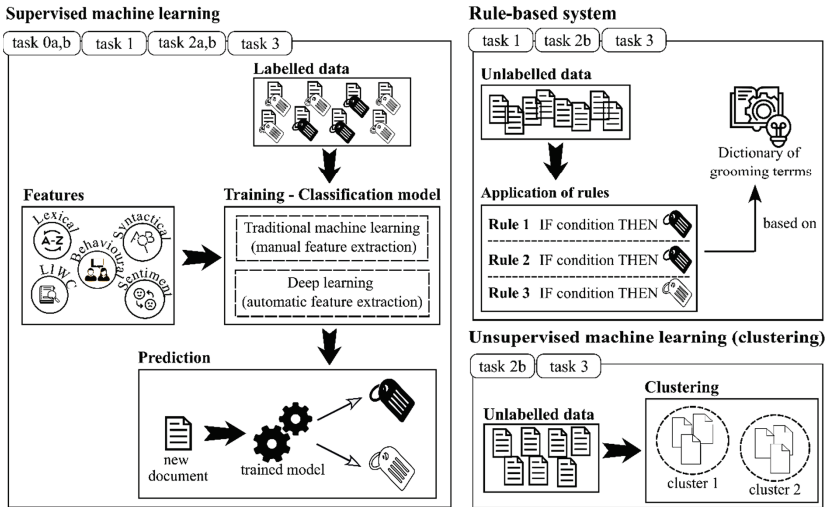 Supervised machine learning
task 0a,b
task 1
task 2a,b
task 3
Labelled data
Features
Lexical
A-Z
Syntactical
Behavioural
LIWC
Sentiment
Training - Classification model
Traditional machine learning
(manual feature extraction)
Deep learning
(automatic feature extraction)
Prediction
new
document
trained model
Rule-based system
task 1
task 2b
task 3
Unlabelled data
Application of rules
Rule 1 IF condition THEN
Rule 2 IF condition THEN
Rule 3 IF condition THEN
Dictionary of
grooming terms
based on
Unsupervised machine learning (clustering)
task 2b
task 3
Unlabelled data
Clustering
cluster 1
cluster 2